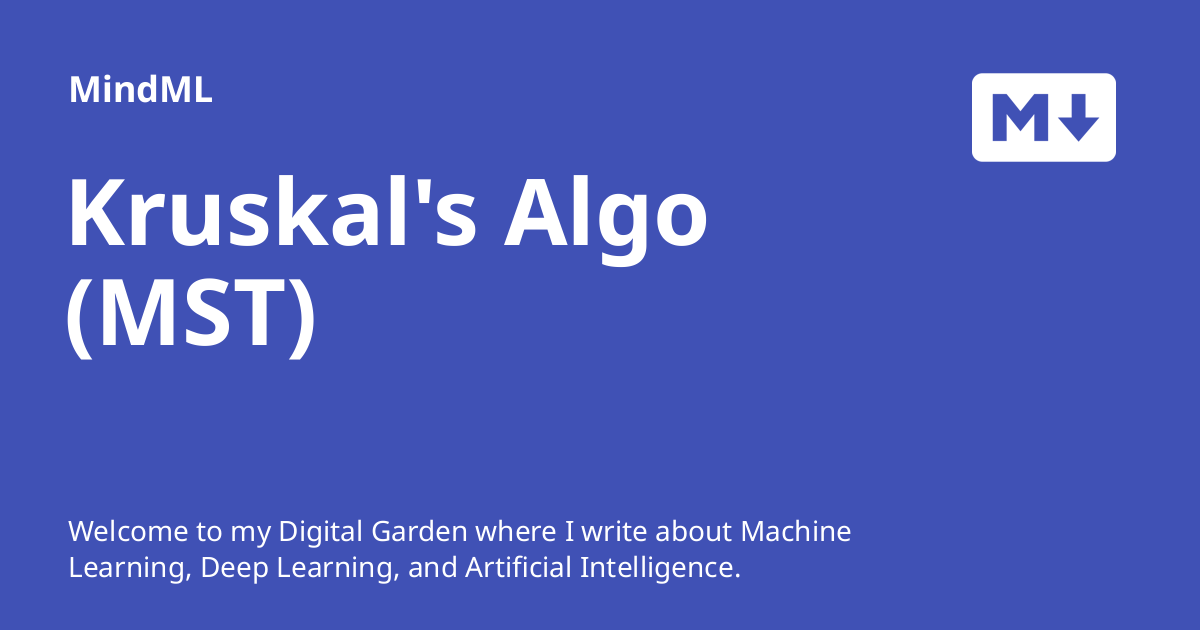 MindML
M
Kruskal's Algo
(MST)
Welcome to my Digital Garden where I write about Machine
Learning, Deep Learning, and Artificial Intelligence.